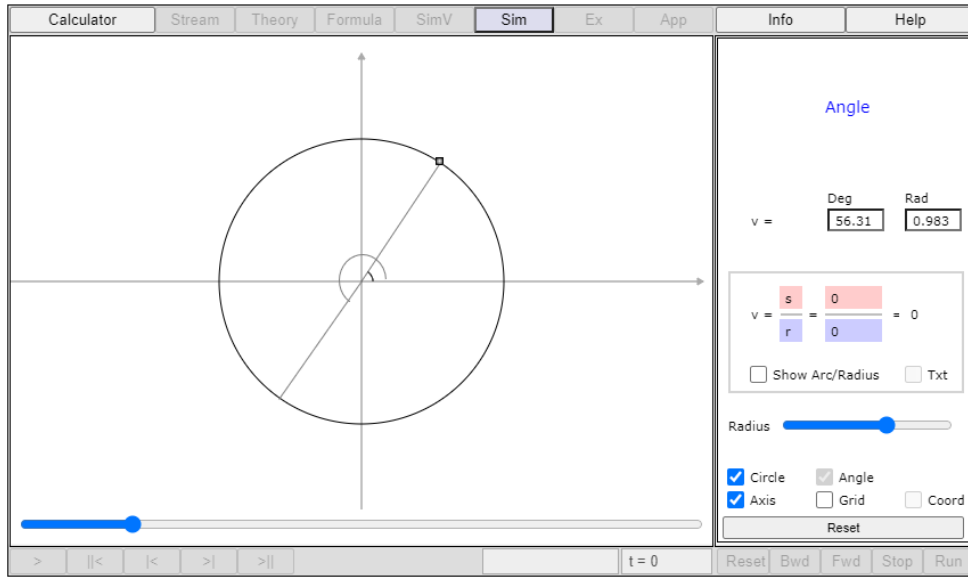 Calculator Stream Theory Formula SimV Sim Ex App Info Help
Angle
Deg Rad
v = 56.31 0.983
s 0
v = = = 0
r 0
Show Arc/Radius Txt
Radius
Circle Angle
Axis Grid Coord
Reset
> ||< |< >| >|| t = 0 Reset Bwd Fwd Stop Run